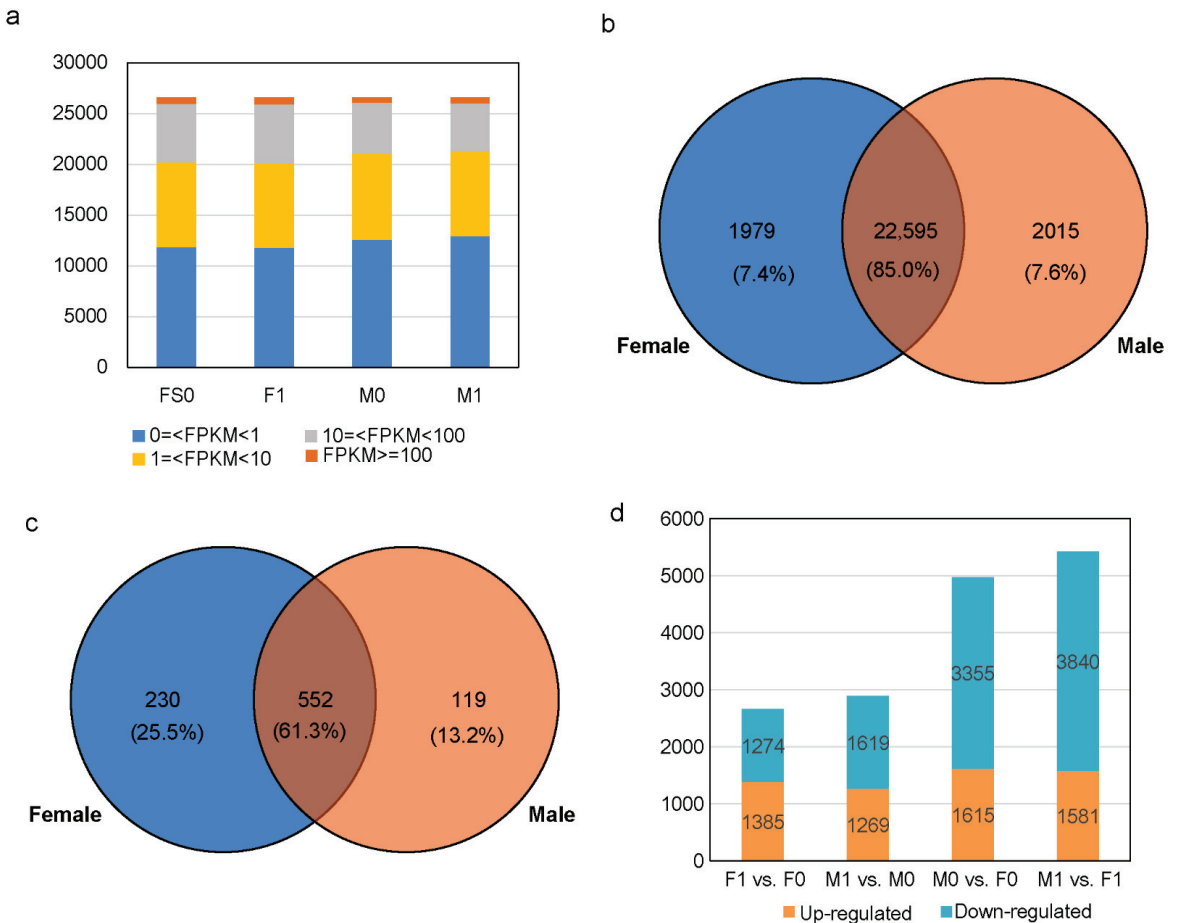 a
30000
25000
20000
15000
10000
5000
0
FS0 F1 M0 M1
0=<FPKM<1 10=<FPKM<100
1=<FPKM<10 FPKM>=100
b
1979 22,595 2015
(7.4%) (85.0%) (7.6%)
Female Male
c
230 552 119
(25.5%) (61.3%) (13.2%)
Female Male
d
6000
5000
4000
3000
2000
1000
0
1274 1619 3355 3840
1385 1269 1615 1581
F1 vs. F0 M1 vs. M0 M0 vs. F0 M1 vs. F1
Up-regulated Down-regulated